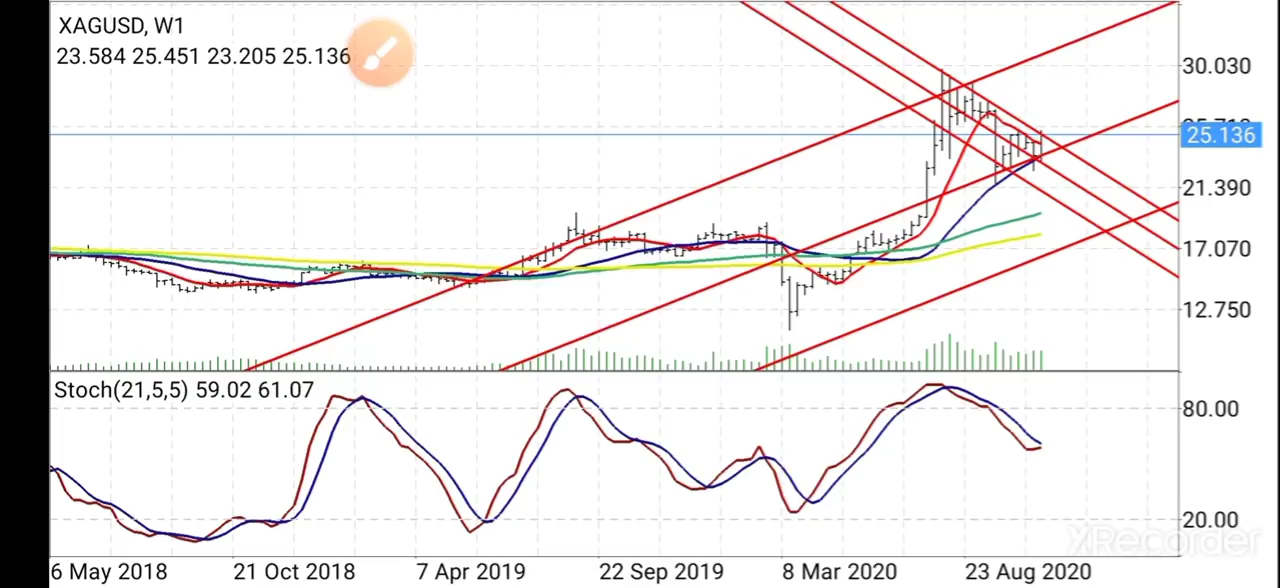 XAGUSD, W1
23.584 25.451 23.205 25.136
30.030
25.136
21.390
17.070
12.750
Stoch(21,5,5) 59.02 61.07
80.00
20.00
XRecorder
6 May 2018 21 Oct 2018 7 Apr 2019 22 Sep 2019 8 Mar 2020 23 Aug 2020